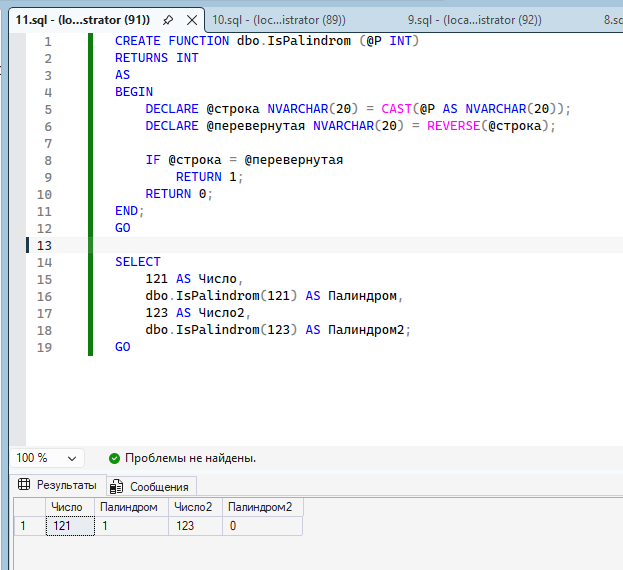 11.sql - (lo...strator (91)) 10.sql - (loc...istrator (89)) 9.sql - (loca...istrator (92)) 8.sq
1 CREATE FUNCTION dbo.IsPalindrom (@P INT)
2 RETURNS INT
3 AS
4 BEGIN
5 DECLARE @строка NVARCHAR(20) = CAST(@P AS NVARCHAR(20));
6 DECLARE @перевернутая NVARCHAR(20) = REVERSE(@строка);
7
8 IF @строка = @перевернутая
9 RETURN 1;
10 RETURN 0;
11 END;
12 GO
13
14 SELECT
15 121 AS Число,
16 dbo.IsPalindrom(121) AS Палиндром,
17 123 AS Число2,
18 dbo.IsPalindrom(123) AS Палиндром2;
19 GO
100 % Проблемы не найдены.
Результаты Сообщения
Число Палиндром Число2 Палиндром2
1 121 1 123 0